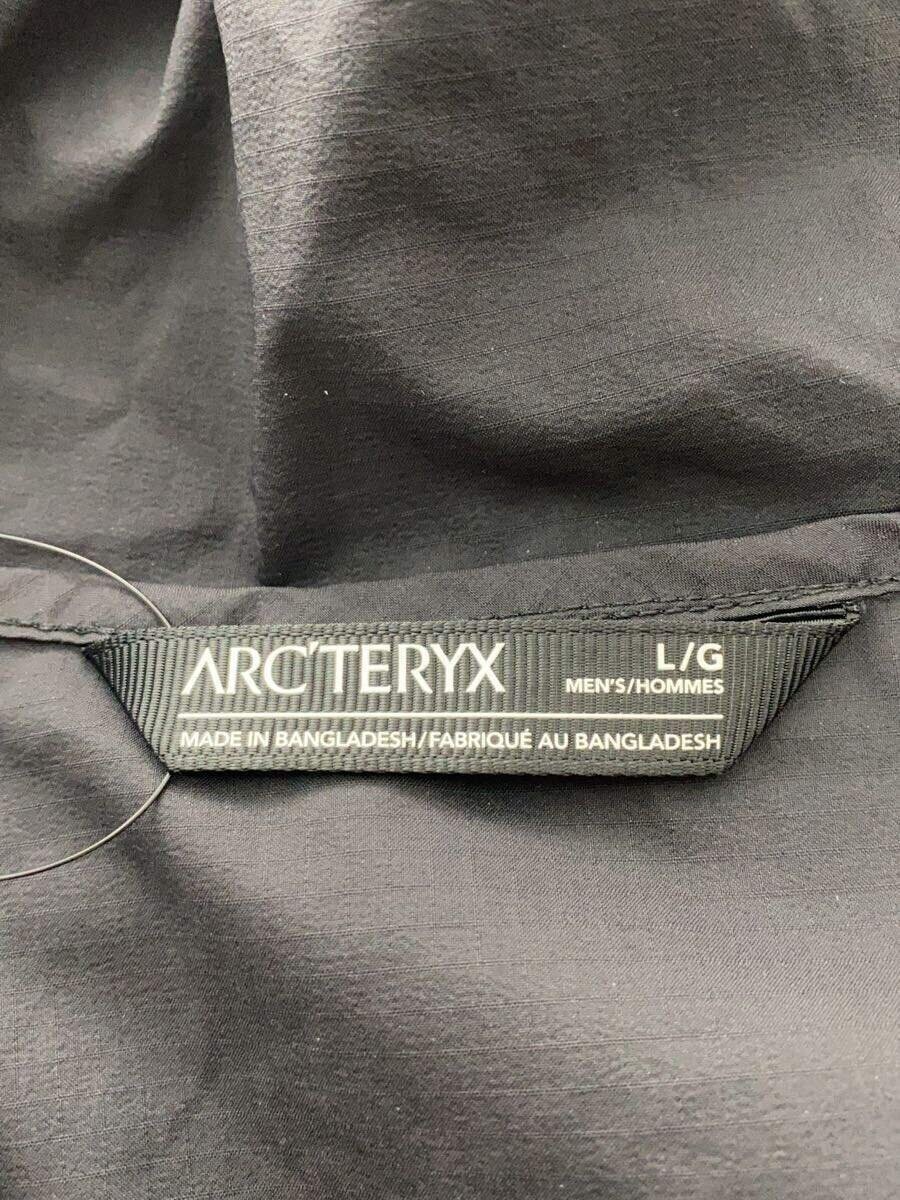 ARC'TERYX
L/G
MEN'S/HOMMES
MADE IN BANGLADESH/FABRIQUÉ AU BANGLADESH